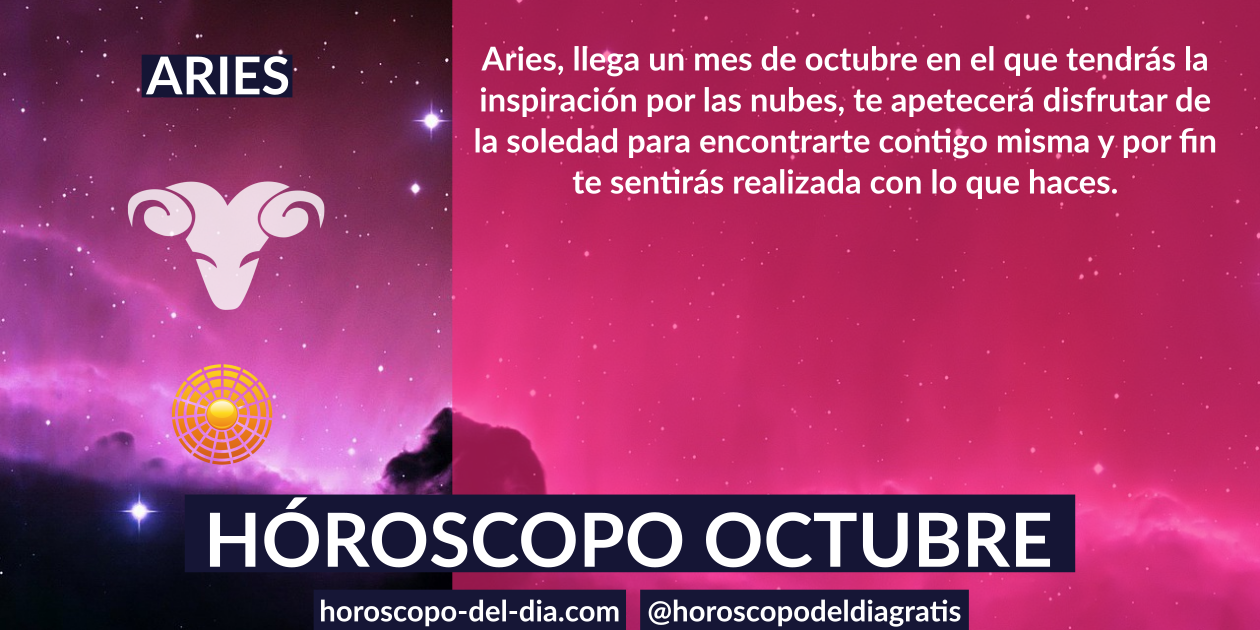 ARIES
Aries, llega un mes de octubre en el que tendrás la
inspiración por las nubes, te apetecerá disfrutar de
la soledad para encontrarte contigo misma y por fin
te sentirás realizada con lo que haces.
HÓROSCOPO OCTUBRE
horoscopo-del-dia.com @horoscopodeldiagratis